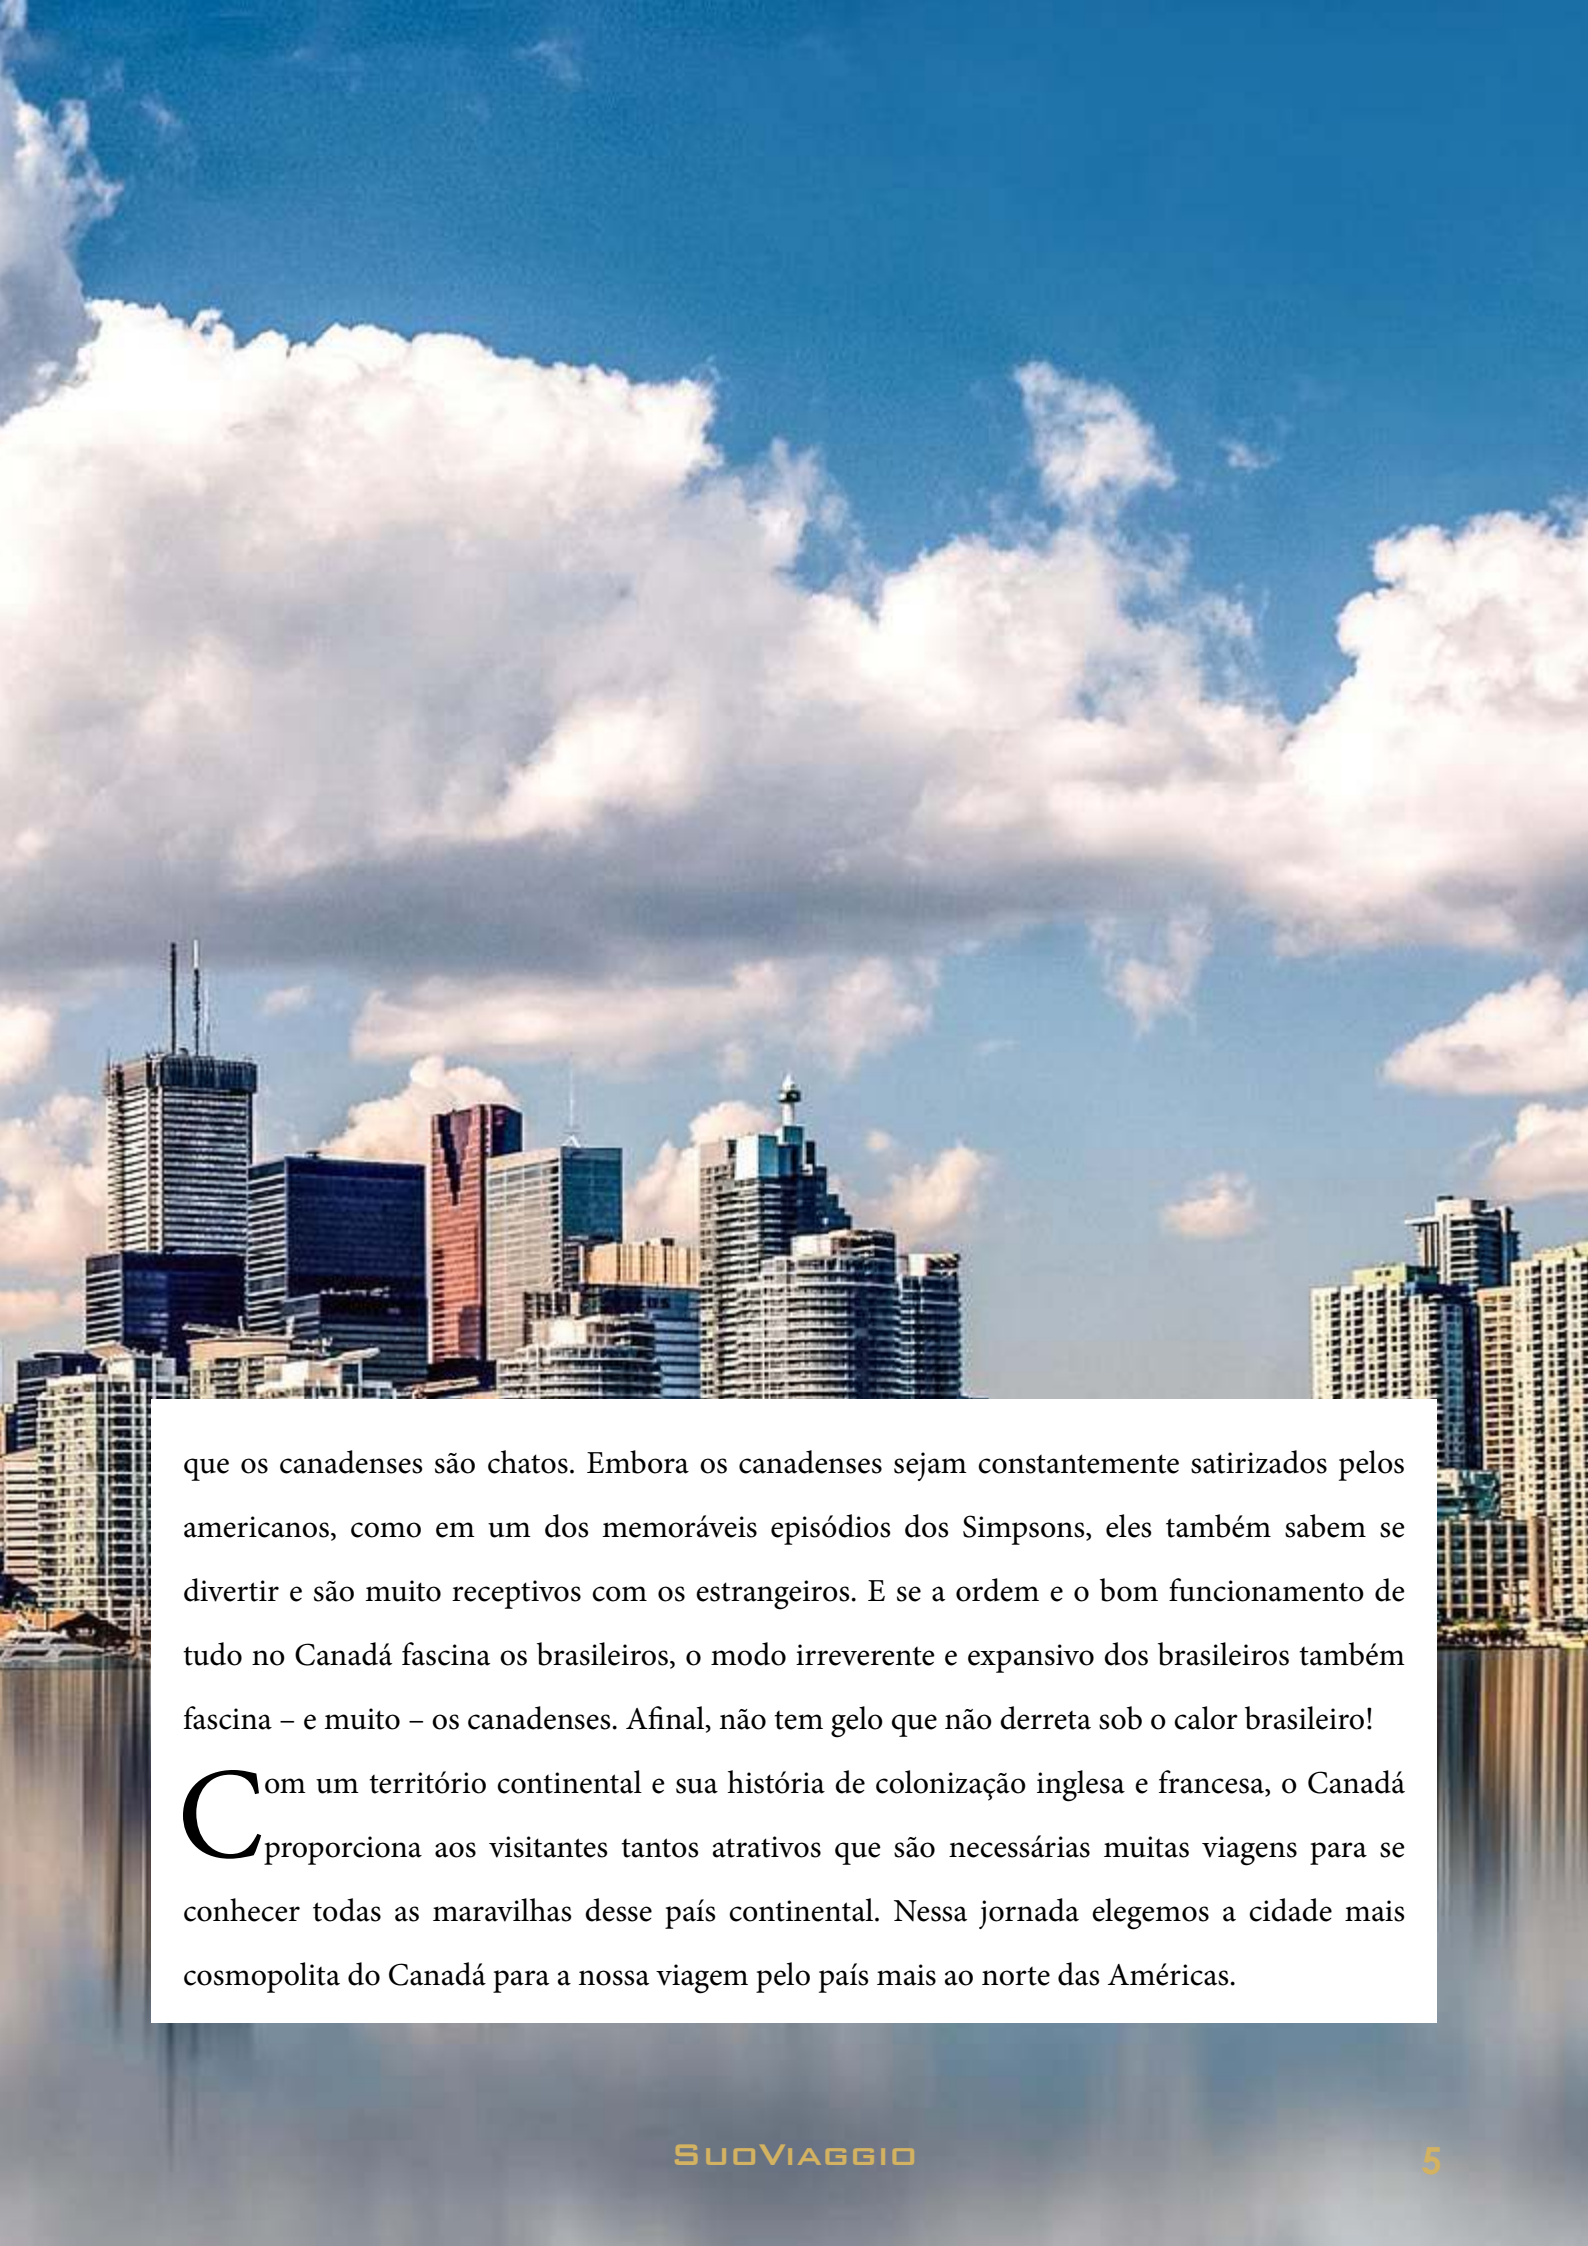 que os canadenses são chatos. Embora os canadenses sejam constantemente satirizados pelos
americanos, como em um dos memoráveis episódios dos Simpsons, eles também sabem se
divertir e são muito receptivos com os estrangeiros. E se a ordem e o bom funcionamento de
tudo no Canadá fascina os brasileiros, o modo irreverente e expansivo dos brasileiros também
fascina – e muito – os canadenses. Afinal, não tem gelo que não derreta sob o calor brasileiro!
Com um território continental e sua história de colonização inglesa e francesa, o Canadá
proporciona aos visitantes tantos atrativos que são necessárias muitas viagens para se
conhecer todas as maravilhas desse país continental. Nessa jornada elegemos a cidade mais
cosmopolita do Canadá para a nossa viagem pelo país mais ao norte das Américas.
SuoViaggio
5